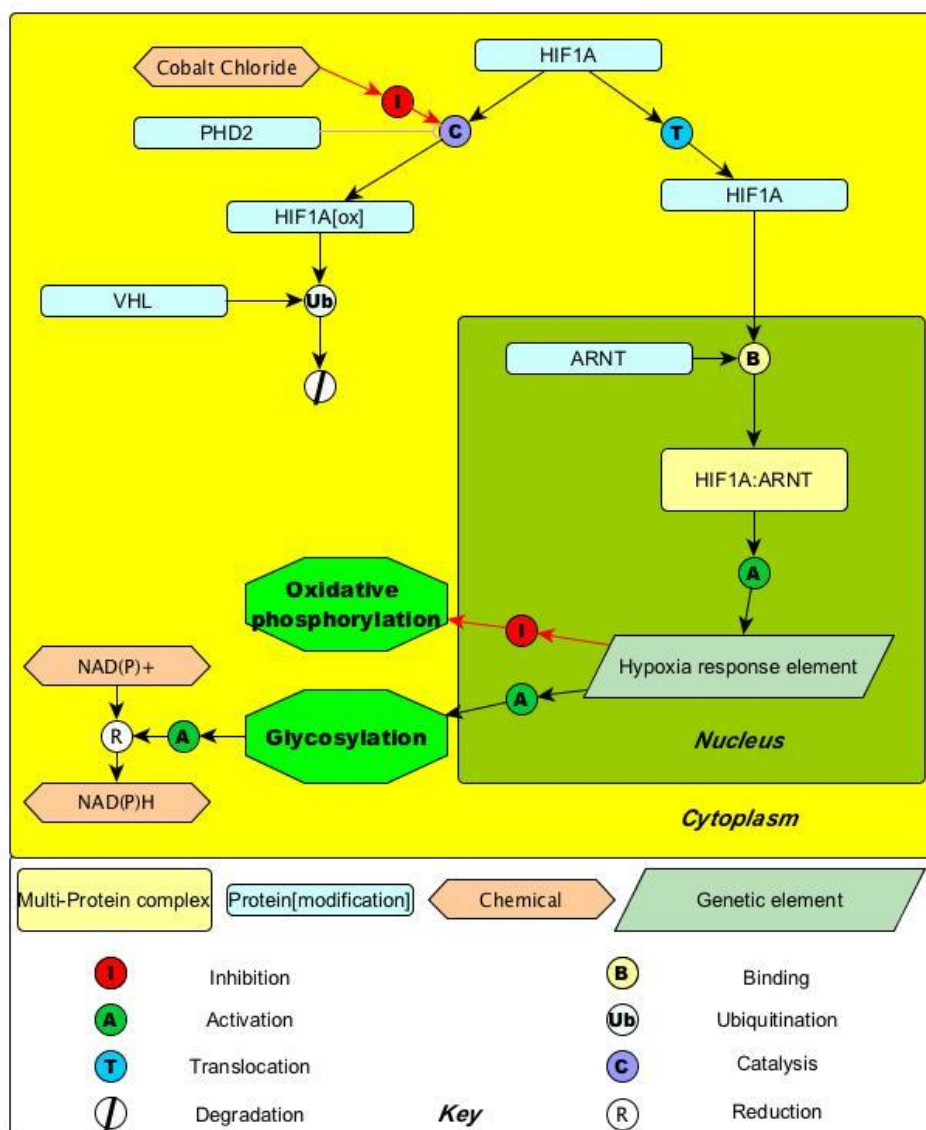 HIF1A
Cobalt Chloride
I
PHD2
C
T
HIF1A[ox]
HIF1A
VHL
Ub
ARNT
B
HIF1A:ARNT
A
Oxidative
phosphorylation
I
Hypoxia response element
NAD(P)+
A
Glycosylation
A
R
Nucleus
NAD(P)H
Cytoplasm
Multi-Protein complex
Protein[modification]
Chemical
Genetic element
I Inhibition
B Binding
A Activation
Ub Ubiquitination
T Translocation
C Catalysis
Degradation
Key
R Reduction